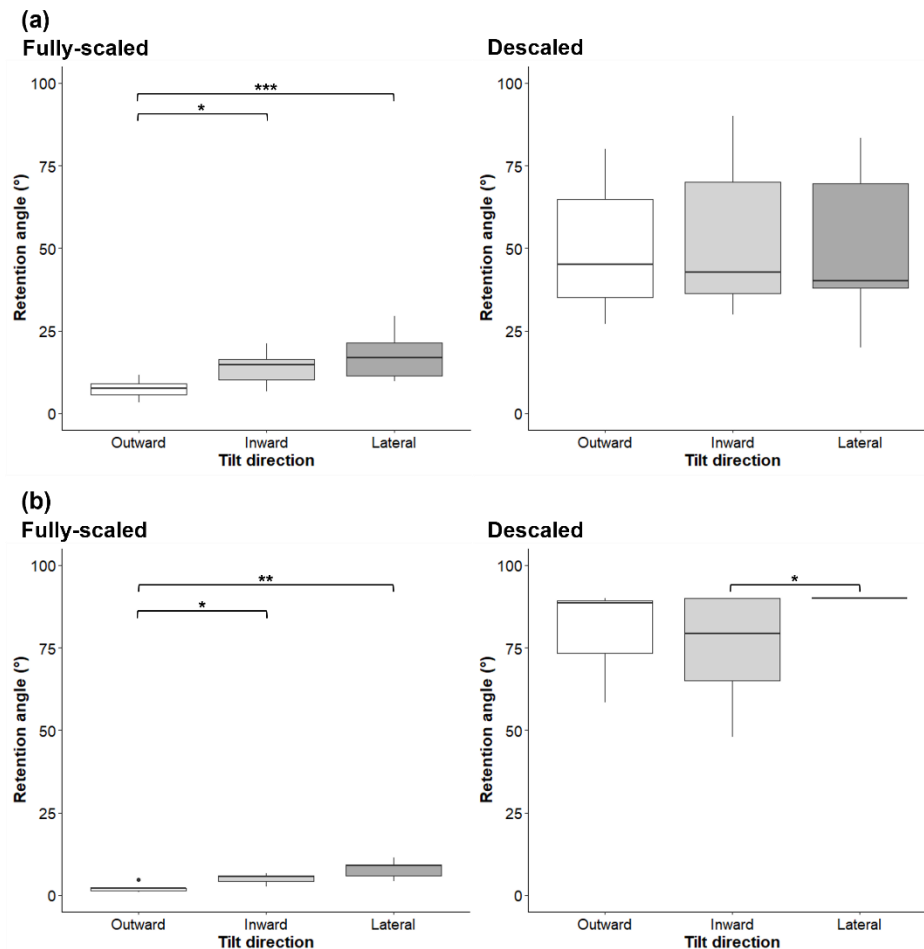 (a)
Fully-scaled
Descaled
Retention angle (°)
100
75
50
25
0
*
***
Outward
Inward
Lateral
Tilt direction
Retention angle (°)
100
75
50
25
0
Outward
Inward
Lateral
Tilt direction
(b)
Fully-scaled
Descaled
Retention angle (°)
100
75
50
25
0
*
**
Outward
Inward
Lateral
Tilt direction
Retention angle (°)
100
75
50
25
0
*
Outward
Inward
Lateral
Tilt direction